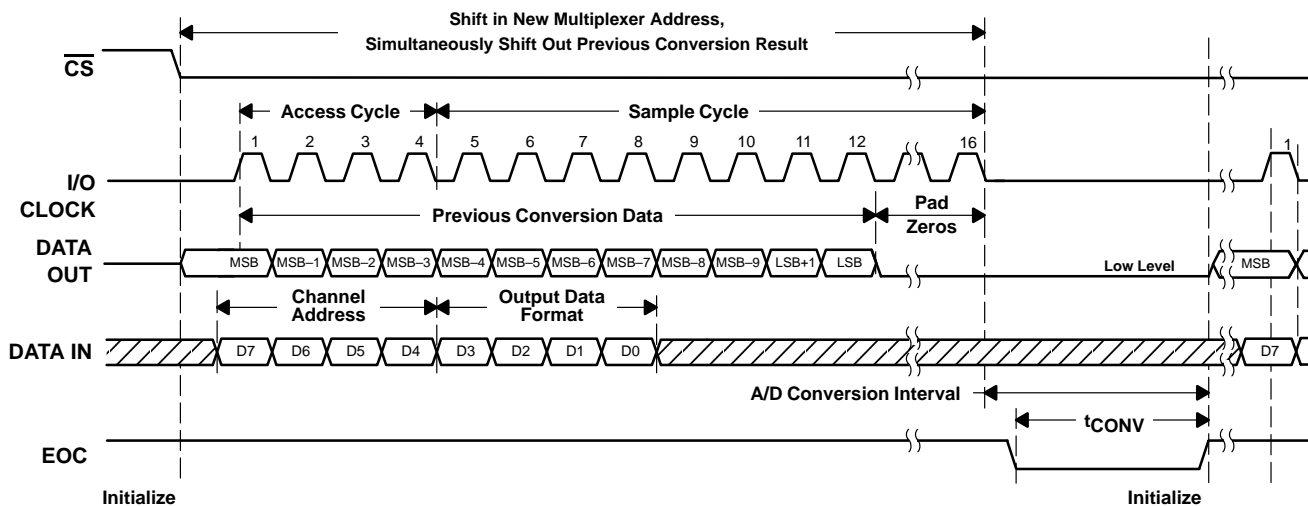 Shift in New Multiplexer Address,
Simultaneously Shift Out Previous Conversion Result
CS
Access Cycle
Sample Cycle
1 2 3 4 5 6 7 8 9 10 11 12 16 1
I/O
CLOCK
Previous Conversion Data
Pad
Zeros
DATA
OUT
MSB MSB–1 MSB–2 MSB–3 MSB–4 MSB–5 MSB–6 MSB–7 MSB–8 MSB–9 LSB+1 LSB Low Level MSB
Channel
Address
Output Data
Format
DATA IN
D7 D6 D5 D4 D3 D2 D1 D0 D7
A/D Conversion Interval
tCONV
EOC
Initialize
Initialize